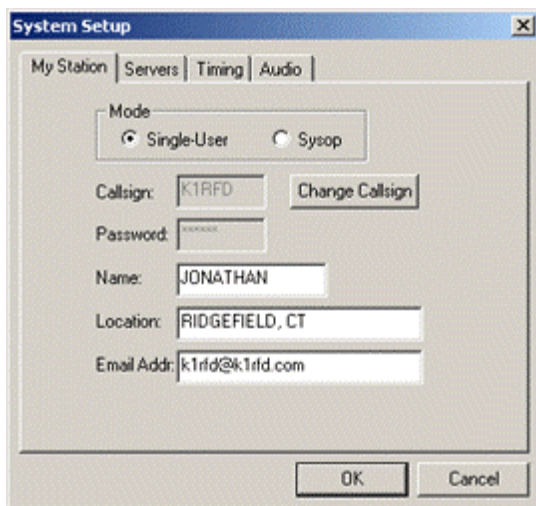 System Setup
My Station Servers Timing Audio
Mode
Single-User Sysop
Callsign: K1RFD Change Callsign
Password: ******
Name: JONATHAN
Location: RIDGEFIELD, CT
Email Addr: k1rfd@k1rfd.com
OK Cancel